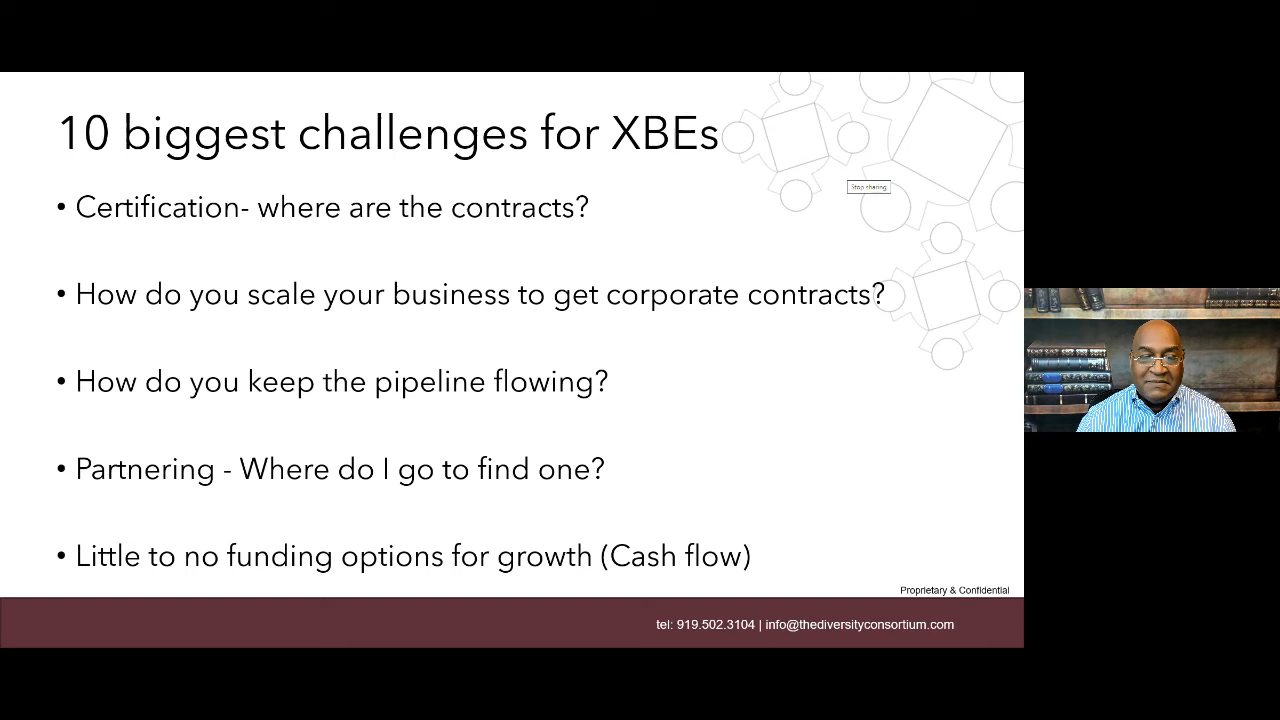 10 biggest challenges for XBEs
Stop sharing
• Certification- where are the contracts?
• How do you scale your business to get corporate contracts?
• How do you keep the pipeline flowing?
• Partnering - Where do I go to find one?
• Little to no funding options for growth (Cash flow)
Proprietary & Confidential
tel: 919.502.3104 | info@thediversityconsortium.com